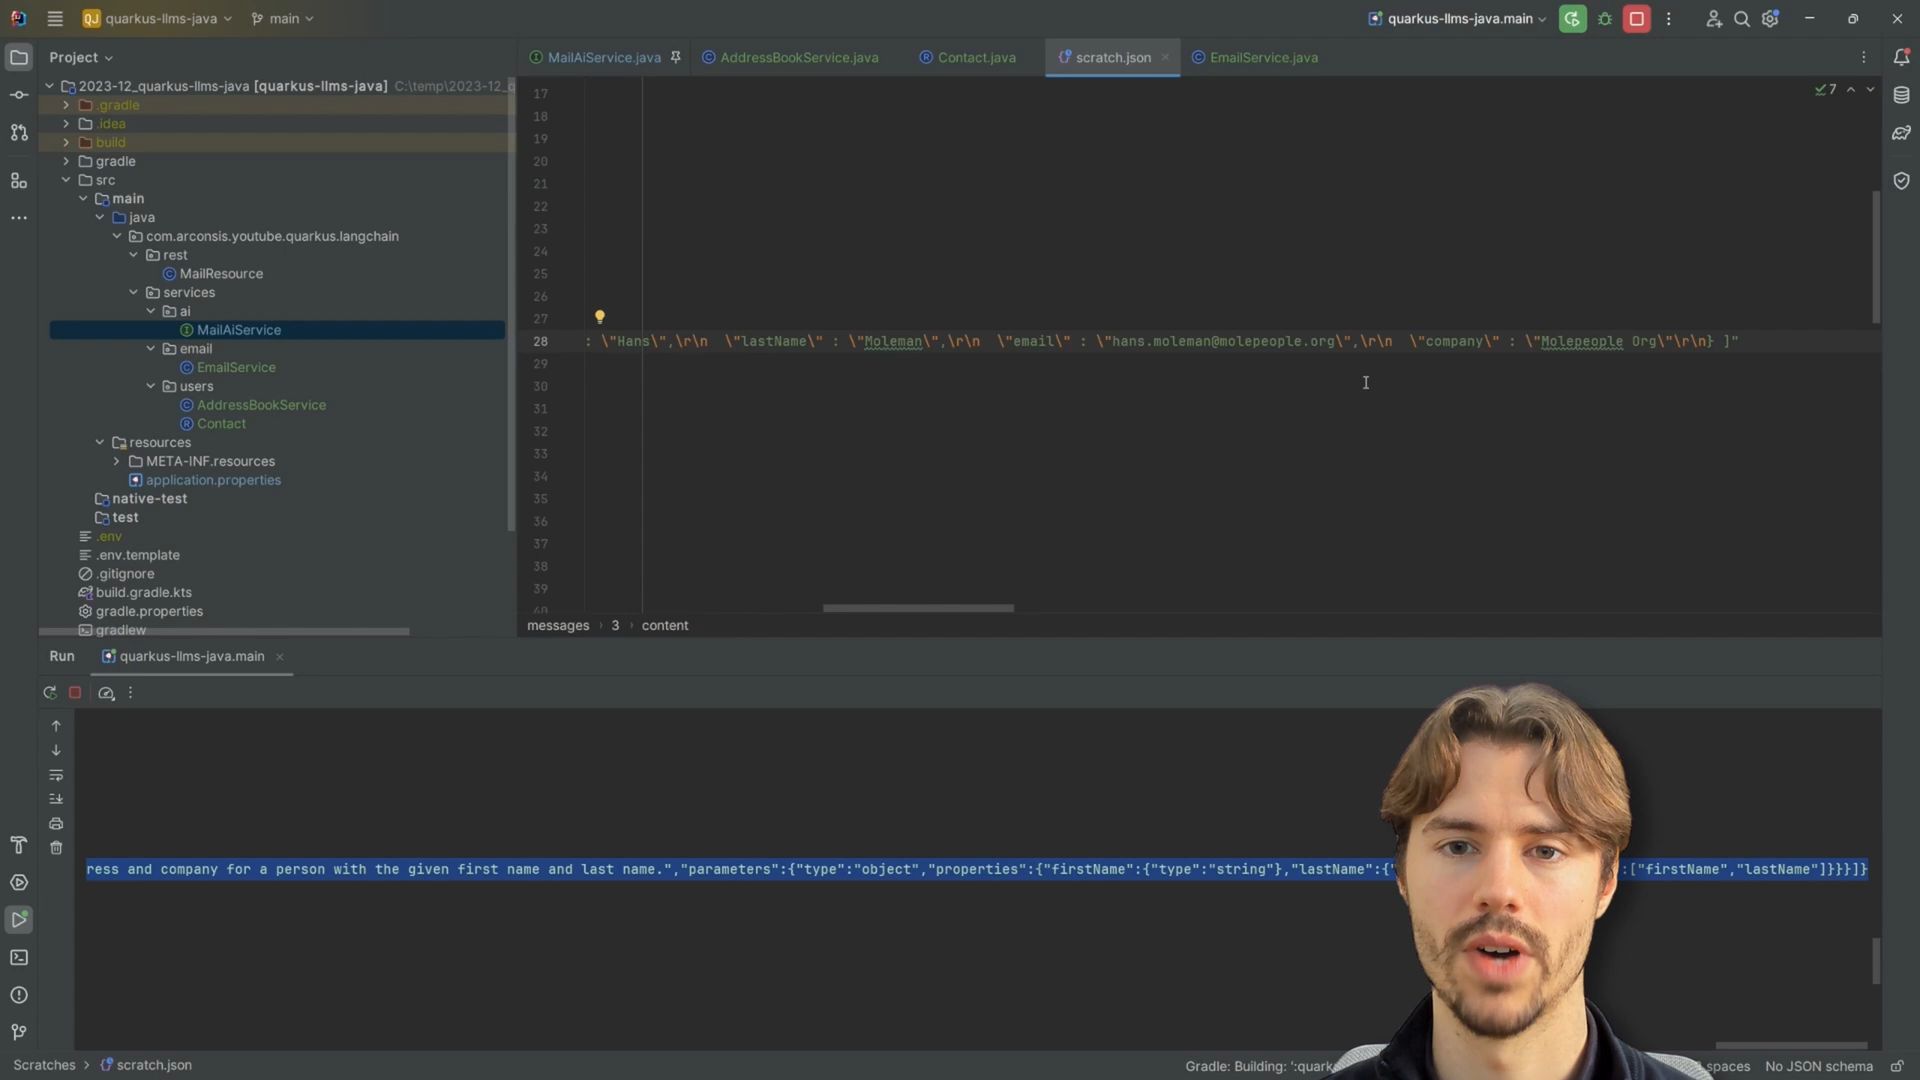 QJ quarkus-llms-java main quarkus-llms-java.main
Project
MailAiService.java AddressBookService.java Contact.java scratch.json EmailService.java
2023-12_quarkus-llms-java [quarkus-llms-java] C:\temp\2023-12_q
.gradle
.idea
build
gradle
src
main
java
com.arconsis.youtube.quarkus.langchain
rest
MailResource
services
ai
MailAiService
email
EmailService
users
AddressBookService
Contact
resources
META-INF.resources
application.properties
native-test
test
.env
.env.template
.gitignore
build.gradle.kts
gradle.properties
gradlew
7
17
18
19
20
21
22
23
24
25
26
27
28 : \"Hans\",\r\n \"lastName\" : \"Moleman\",\r\n \"email\" : \"hans.moleman@molepeople.org\",\r\n \"company\" : \"Molepeople Org\"\r\n} ]"
29
30
31
32
33
34
35
36
37
38
39
40
messages › 3 › content
Run quarkus-llms-java.main
ress and company for a person with the given first name and last name.","parameters":{"type":"object","properties":{"firstName":{"type":"string"},"lastName":{" :["firstName","lastName"]}}}]}
Scratches > scratch.json Gradle: Building: ':quark spaces No JSON schema